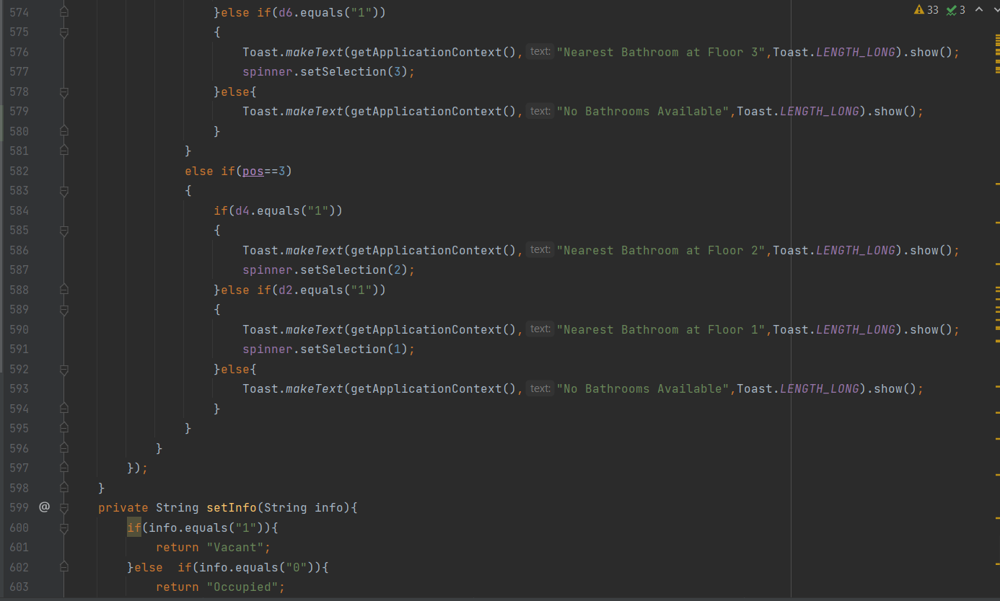 33 3
574 }else if(d6.equals("1"))
575 {
576 Toast.makeText(getApplicationContext(), text: "Nearest Bathroom at Floor 3",Toast.LENGTH_LONG).show();
577 spinner.setSelection(3);
578 }else{
579 Toast.makeText(getApplicationContext(), text: "No Bathrooms Available",Toast.LENGTH_LONG).show();
580 }
581 }
582 else if(pos==3)
583 {
584 if(d4.equals("1"))
585 {
586 Toast.makeText(getApplicationContext(), text: "Nearest Bathroom at Floor 2",Toast.LENGTH_LONG).show();
587 spinner.setSelection(2);
588 }else if(d2.equals("1"))
589 {
590 Toast.makeText(getApplicationContext(), text: "Nearest Bathroom at Floor 1",Toast.LENGTH_LONG).show();
591 spinner.setSelection(1);
592 }else{
593 Toast.makeText(getApplicationContext(), text: "No Bathrooms Available",Toast.LENGTH_LONG).show();
594 }
595 }
596 }
597 });
598 }
599 @ private String setInfo(String info){
600 if(info.equals("1")){
601 return "Vacant";
602 }else  if(info.equals("0")){
603 return "Occupied";